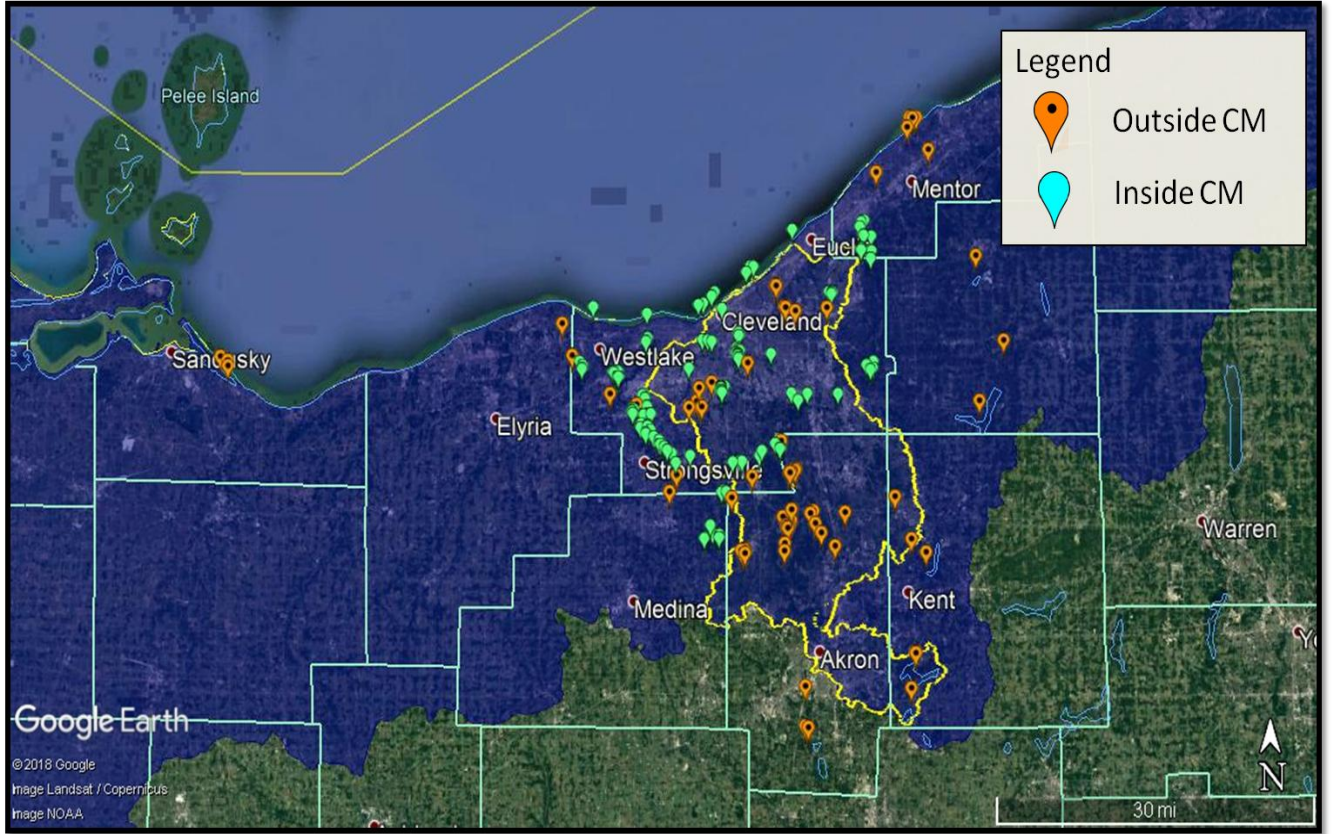 Legend
Outside CM
Inside CM
Pelee Island
Mentor
Eucl
Cleveland
Sandusky
Westlake
Elyria
Strongsville
Warren
Medina
Kent
Akron
Google Earth
©2018 Google
Image Landsat / Copernicus
Image NOAA
N
30 mi